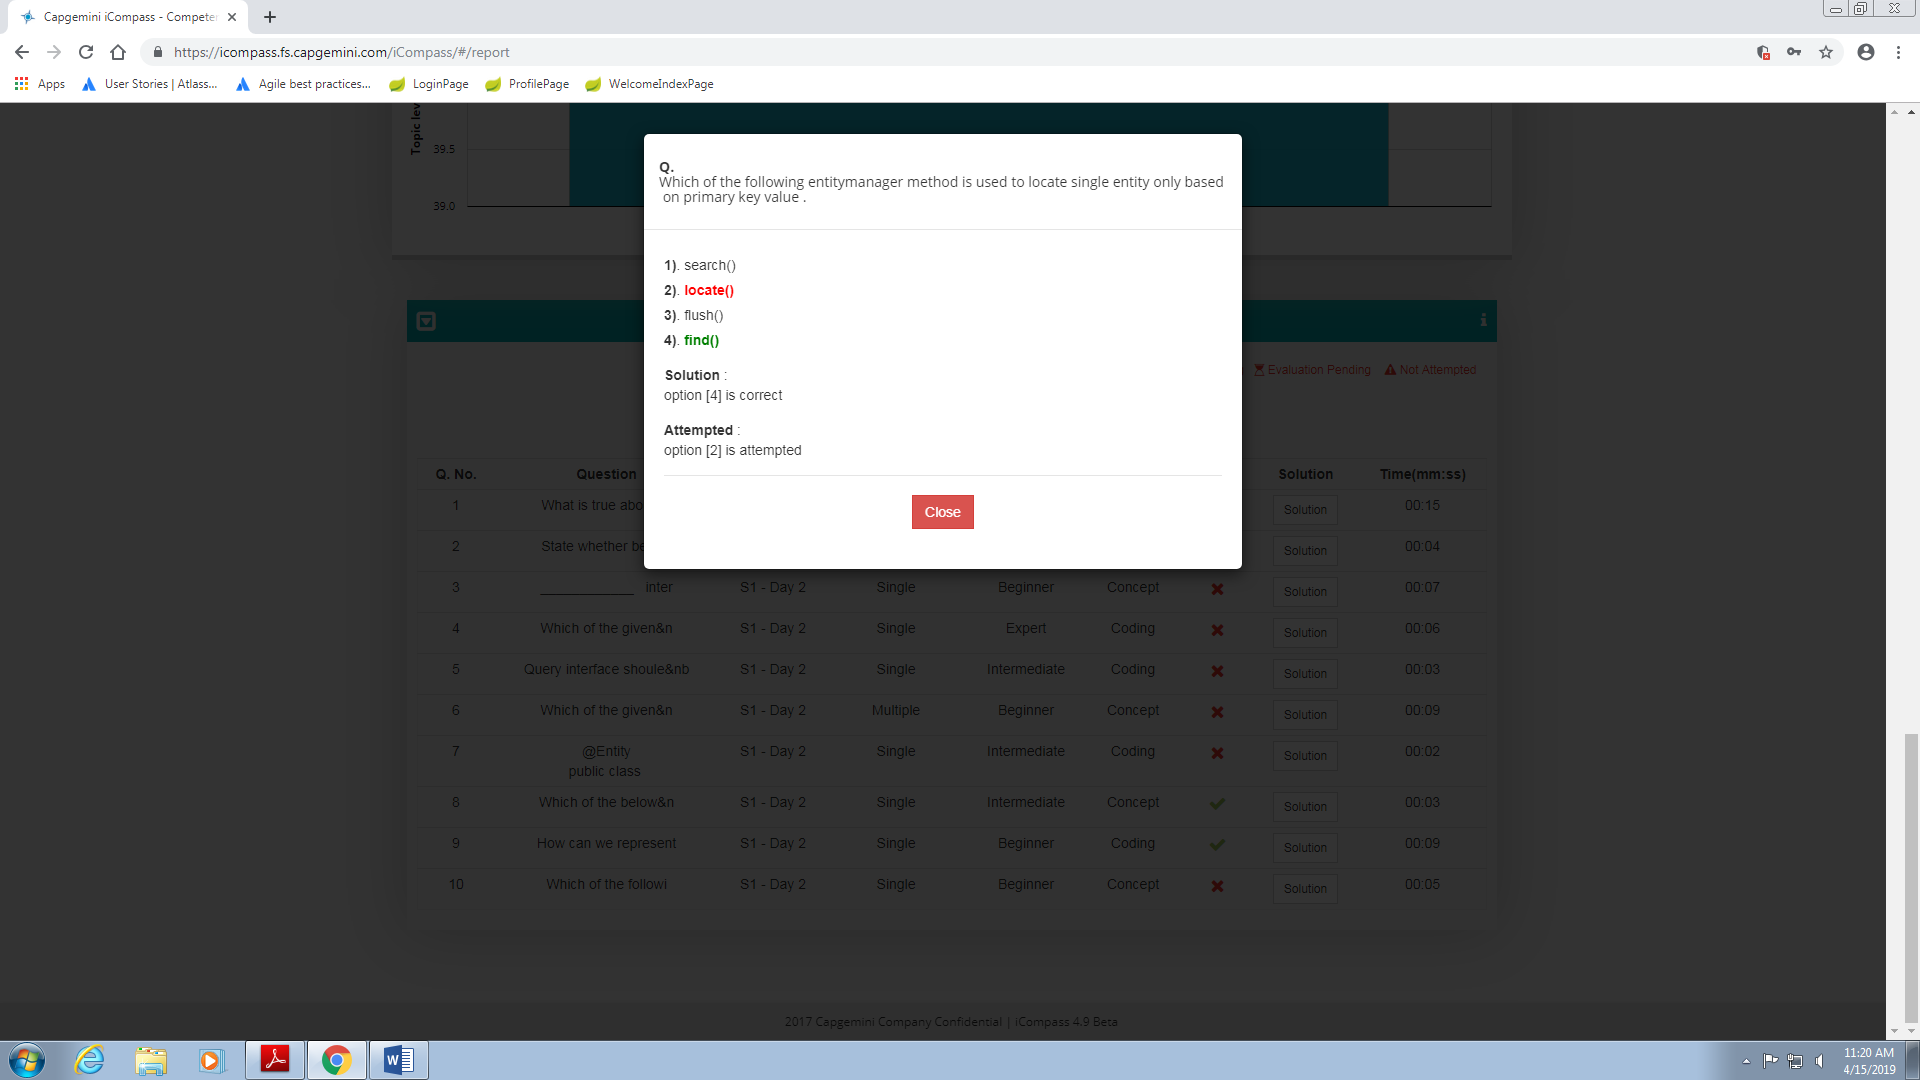 Capgemini iCompass - Competer
https://icompass.fs.capgemini.com/iCompass/#/report
Apps
User Stories | Atlass...
Agile best practices...
LoginPage
ProfilePage
WelcomeIndexPage
Topic lev
39.5
39.0
Q.
Which of the following entitymanager method is used to locate single entity only based
on primary key value .
1). search()
2). locate()
3). flush()
4). find()
Solution :
option [4] is correct
Attempted :
option [2] is attempted
Close
Evaluation Pending Not Attempted
Q. No. Question Solution Time(mm:ss)
1 What is true abo Solution 00:15
2 State whether be Solution 00:04
3 ____________ inter S1 - Day 2 Single Beginner Concept Solution 00:07
4 Which of the given&n S1 - Day 2 Single Expert Coding Solution 00:06
5 Query interface shoule&nb S1 - Day 2 Single Intermediate Coding Solution 00:03
6 Which of the given&n S1 - Day 2 Multiple Beginner Concept Solution 00:09
7 @Entity S1 - Day 2 Single Intermediate Coding Solution 00:02
public class
8 Which of the below&n S1 - Day 2 Single Intermediate Concept Solution 00:03
9 How can we represent S1 - Day 2 Single Beginner Coding Solution 00:09
10 Which of the followi S1 - Day 2 Single Beginner Concept Solution 00:05
2017 Capgemini Company Confidential | iCompass 4.9 Beta
11:20 AM
4/15/2019